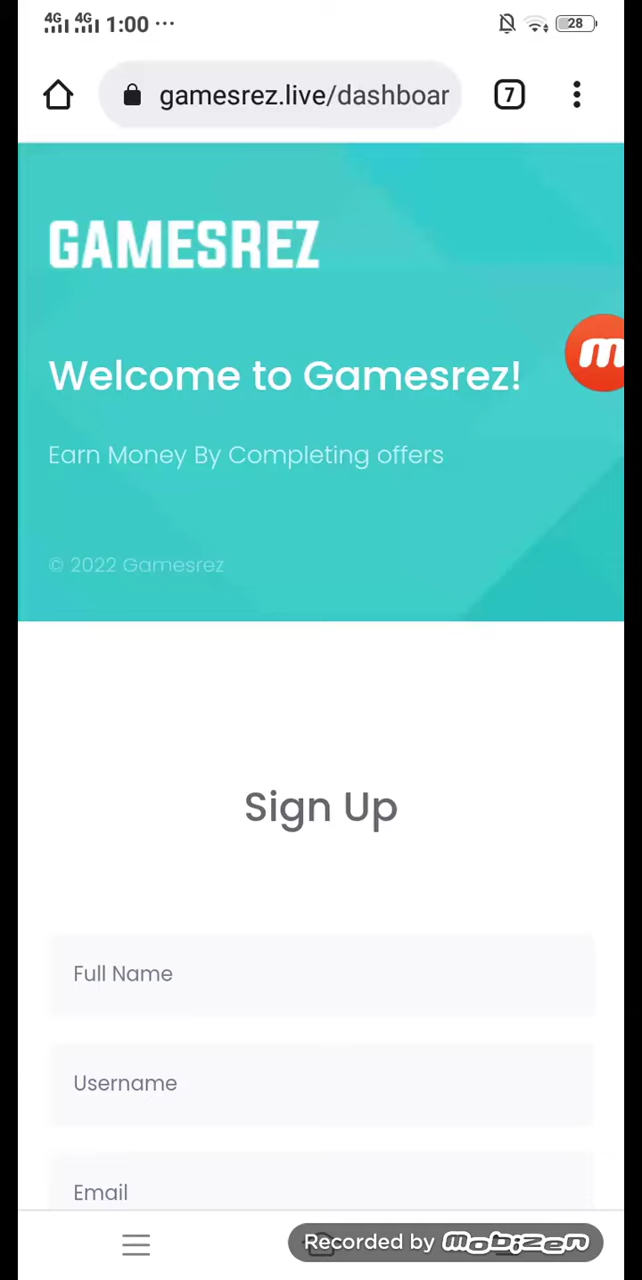 4G 4G 1:00 ... 28
gamesrez.live/dashboar 7
GAMESREZ
m
Welcome to Gamesrez!
Earn Money By Completing offers
© 2022 Gamesrez
Sign Up
Full Name
Username
Email
Recorded by mobizen